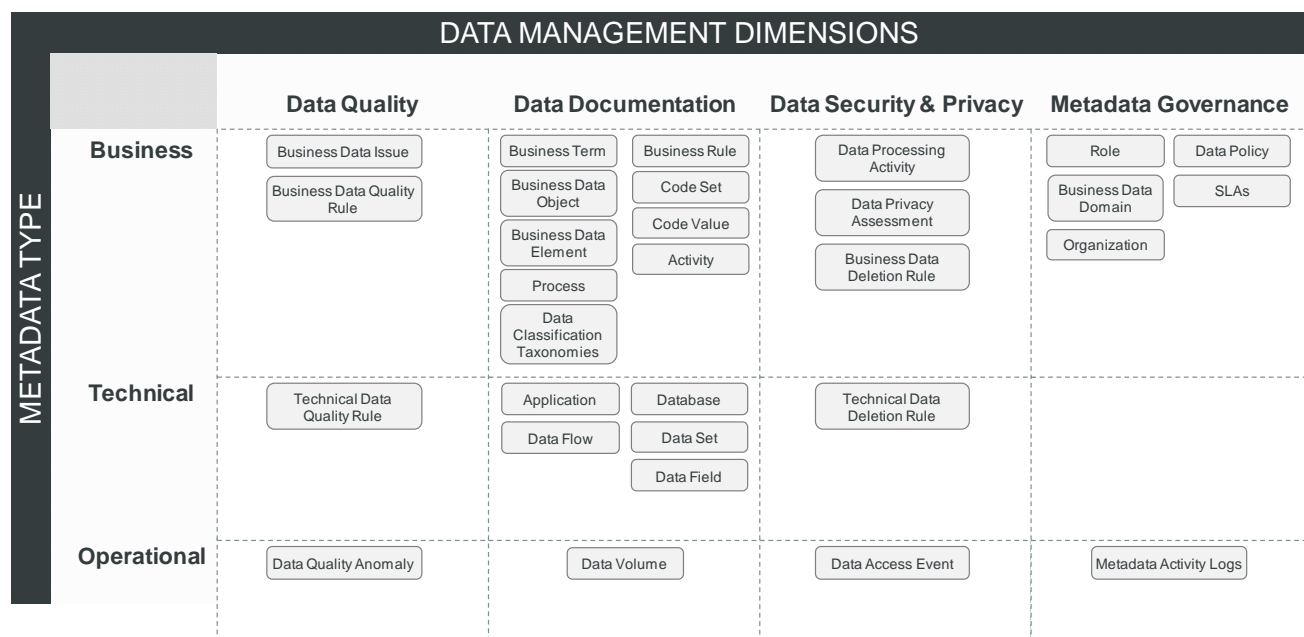 DATA MANAGEMENT DIMENSIONS
METADATA TYPE
Data Quality
Data Documentation
Data Security & Privacy
Metadata Governance
Business
Business Data Issue
Business Data Quality
Rule
Business Term
Business Data
Object
Business Data
Element
Process
Data
Classification
Taxonomies
Business Rule
Code Set
Code Value
Activity
Data Processing
Activity
Data Privacy
Assessment
Business Data
Deletion Rule
Role
Business Data
Domain
Organization
Data Policy
SLAs
Technical
Technical Data
Quality Rule
Application
Data Flow
Database
Data Set
Data Field
Technical Data
Deletion Rule
Operational
Data Quality Anomaly
Data Volume
Data Access Event
Metadata Activity Logs